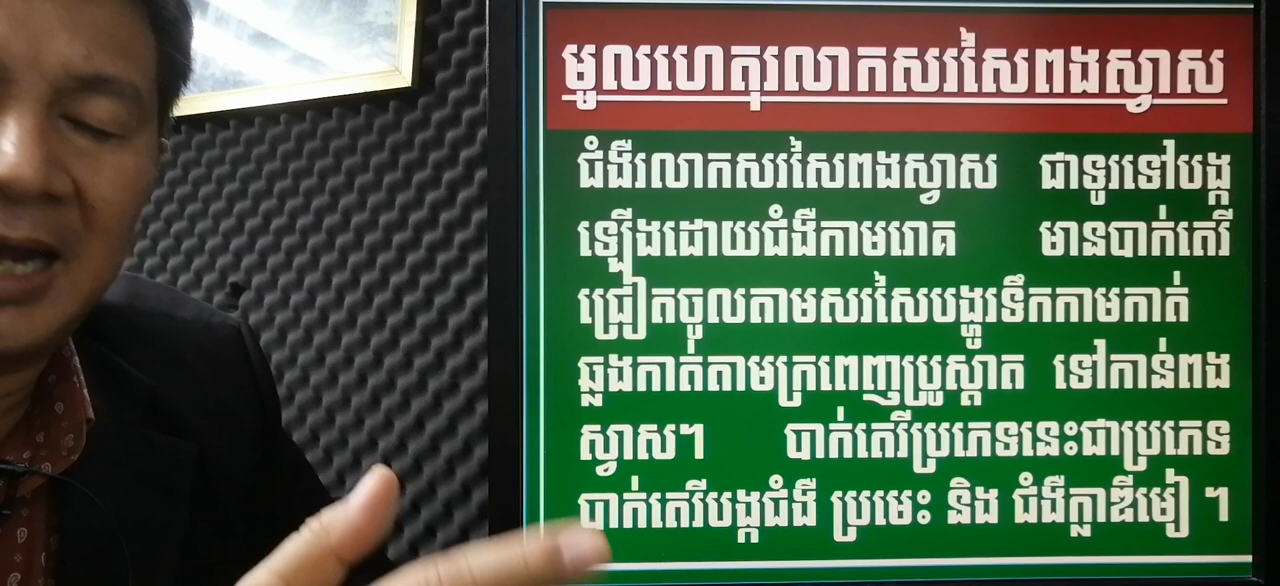 មូលហេតុរលាកសរសៃពងស្វាស
ជំងឺរលាកសរសៃពងស្វាស ជាទូរទៅបង្ក
ឡើងដោយជំងឺកាមរោគ មានបាក់តេរី
ជ្រៀតចូលតាមសរសៃបង្ហូរទឹកកាមកាត់
ឆ្លងកាត់តាមក្រពេញប្រូស្តាត ទៅកាន់ពង
ស្វាស។ បាក់តេរីប្រភេទនេះជាប្រភេទ
បាក់តេរីបង្កជំងឺ ប្រមេះ និង ជំងឺក្លាឌីមៀ ។